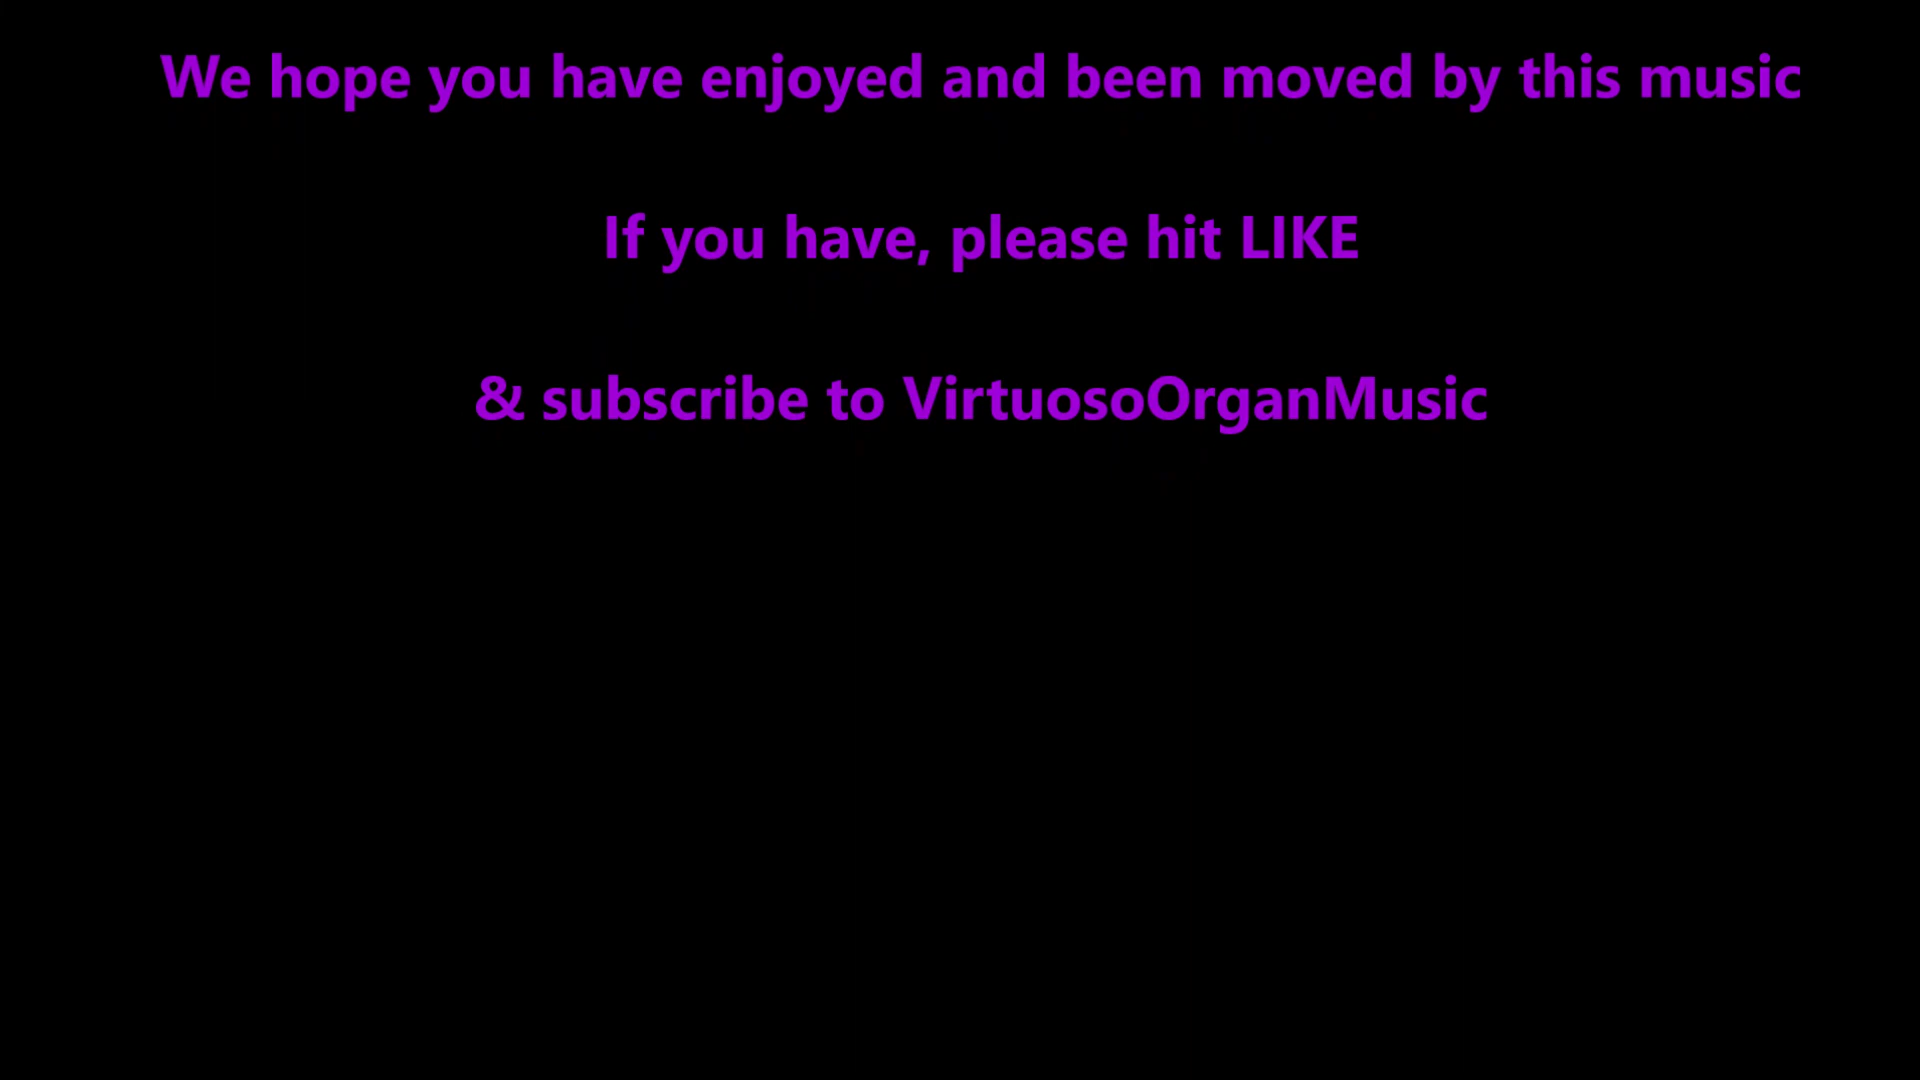 We hope you have enjoyed and been moved by this music
If you have, please hit LIKE
& subscribe to VirtuosoOrganMusic